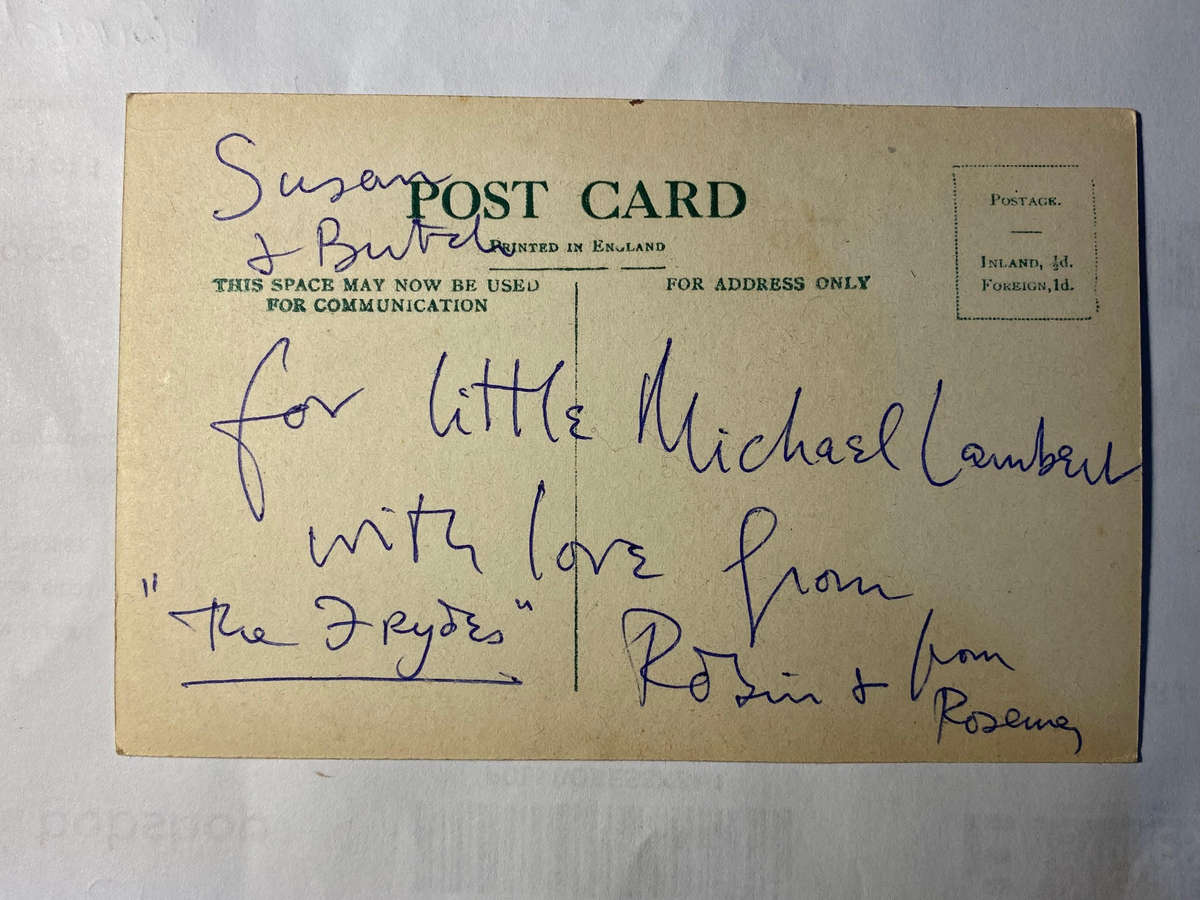 Susan
& Butch
POST CARD
PRINTED IN ENGLAND
THIS SPACE MAY NOW BE USED
FOR COMMUNICATION
FOR ADDRESS ONLY
POSTAGE.
INLAND, ½d.
FOREIGN, 1d.
for little Michael Lambert
with love from
"The Frydes"
Robin & from
Rosemary